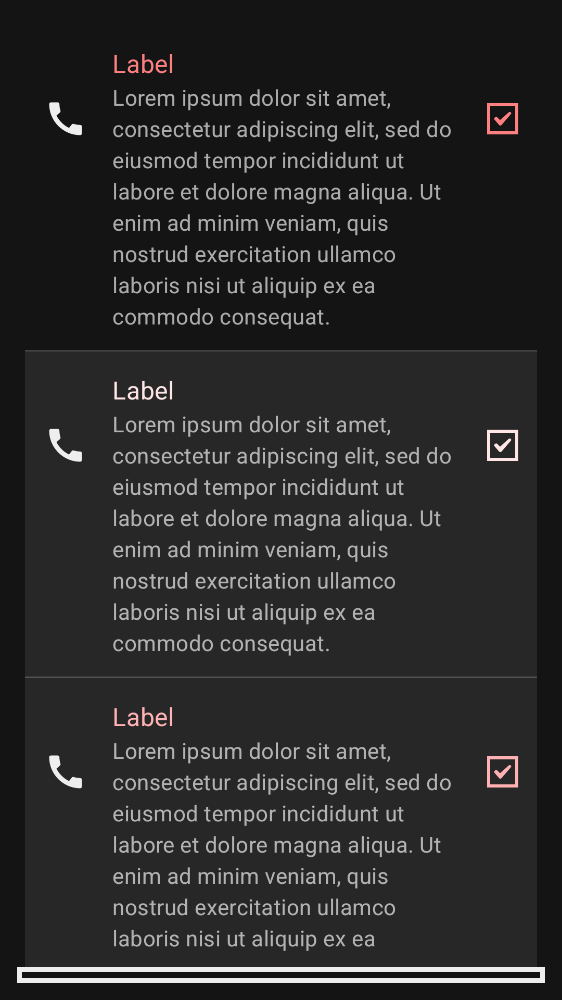 Label
Lorem ipsum dolor sit amet,
consectetur adipiscing elit, sed do
eiusmod tempor incididunt ut
labore et dolore magna aliqua. Ut
enim ad minim veniam, quis
nostrud exercitation ullamco
laboris nisi ut aliquip ex ea
commodo consequat.
Label
Lorem ipsum dolor sit amet,
consectetur adipiscing elit, sed do
eiusmod tempor incididunt ut
labore et dolore magna aliqua. Ut
enim ad minim veniam, quis
nostrud exercitation ullamco
laboris nisi ut aliquip ex ea
commodo consequat.
Label
Lorem ipsum dolor sit amet,
consectetur adipiscing elit, sed do
eiusmod tempor incididunt ut
labore et dolore magna aliqua. Ut
enim ad minim veniam, quis
nostrud exercitation ullamco
laboris nisi ut aliquip ex ea